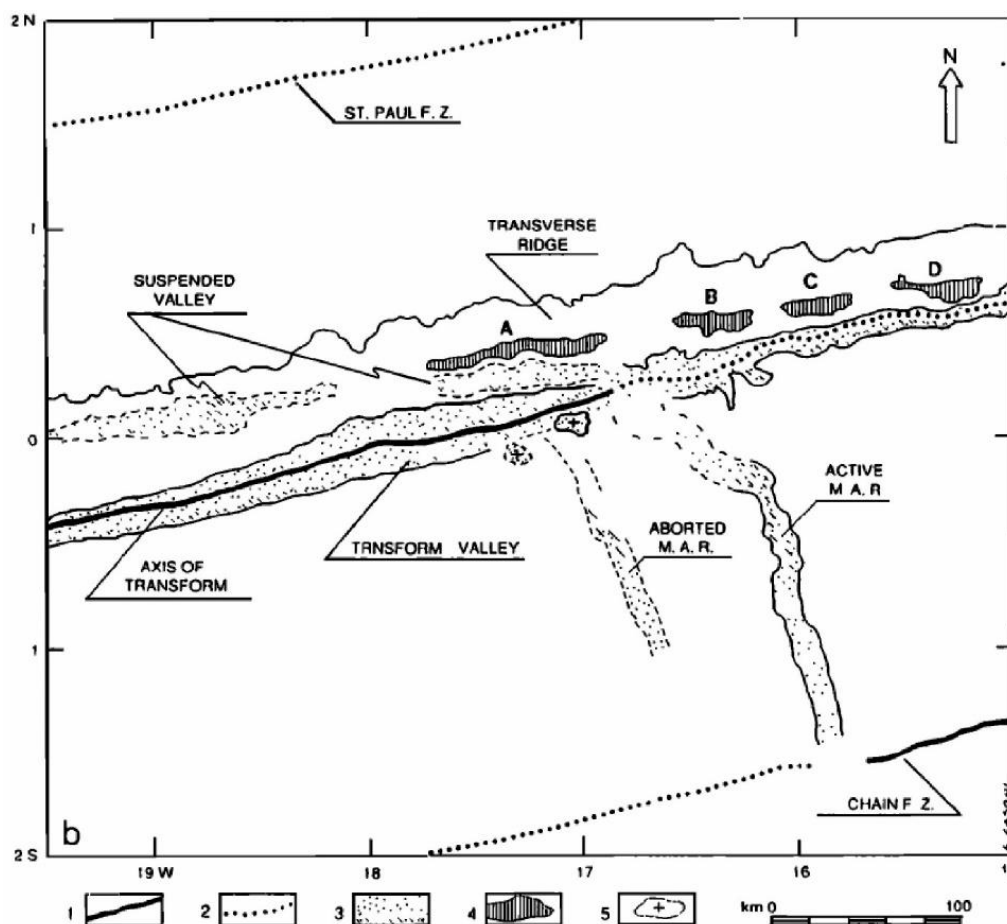 2 N
N
ST. PAUL F. Z.
1
TRANSVERSE
RIDGE
SUSPENDED
VALLEY
A
B
C
D
0
ACTIVE
M. A. R
ABORTED
M. A. R.
TRNSFORM VALLEY
AXIS OF
TRANSFORM
1
CHAIN F Z.
b
2 S
19 W
18
17
16
1
2
3
4
5
km 0
100